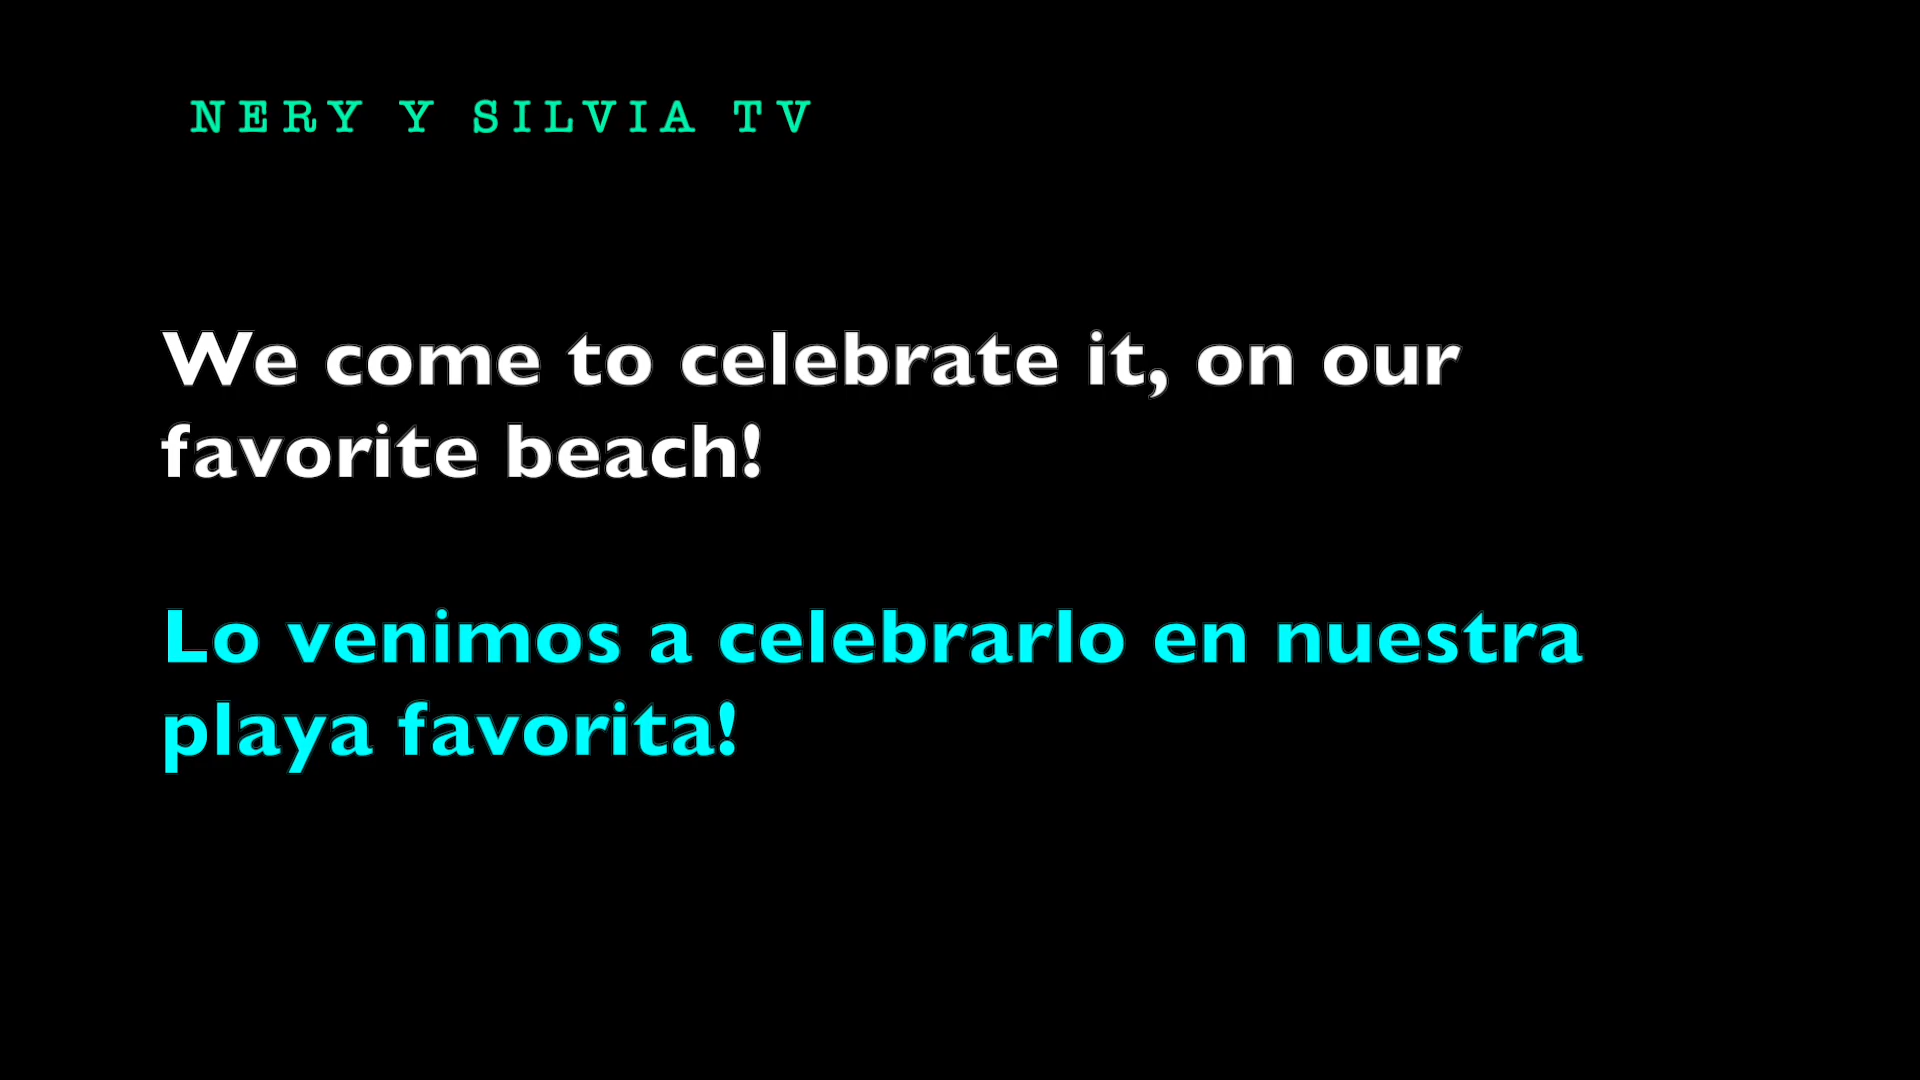 NERY Y SILVIA TV
We come to celebrate it, on our
favorite beach!
Lo venimos a celebrarlo en nuestra
playa favorita!